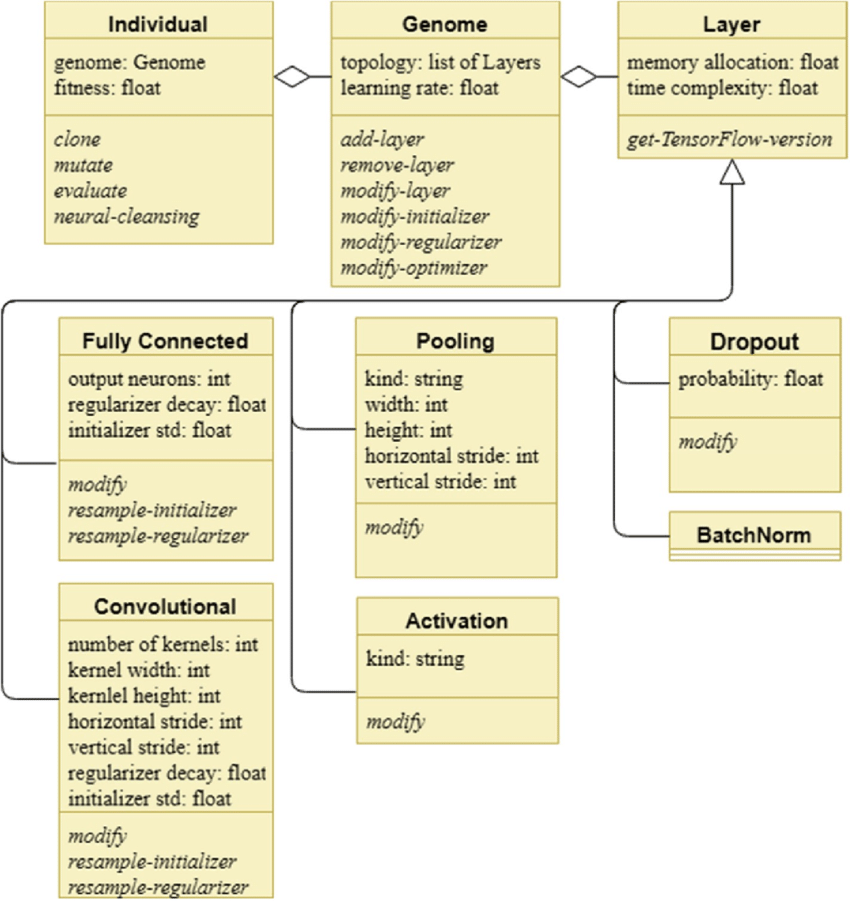 Individual
genome: Genome
fitness: float
clone
mutate
evaluate
neural-cleansing
Genome
topology: list of Layers
learning rate: float
add-layer
remove-layer
modify-layer
modify-initializer
modify-regularizer
modify-optimizer
Layer
memory allocation: float
time complexity: float
get-TensorFlow-version
Fully Connected
output neurons: int
regularizer decay: float
initializer std: float
modify
resample-initializer
resample-regularizer
Pooling
kind: string
width: int
height: int
horizontal stride: int
vertical stride: int
modify
Dropout
probability: float
modify
BatchNorm
Convolutional
number of kernels: int
kernel width: int
kernlel height: int
horizontal stride: int
vertical stride: int
regularizer decay: float
initializer std: float
modify
resample-initializer
resample-regularizer
Activation
kind: string
modify